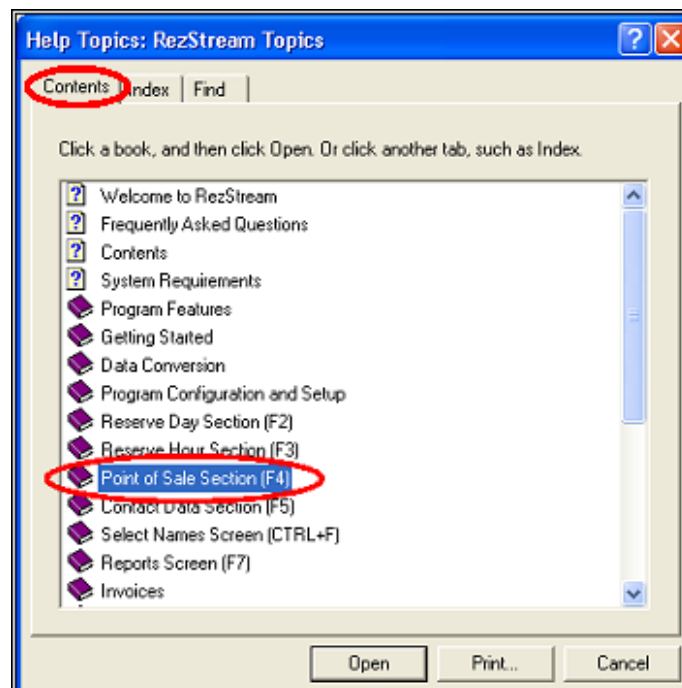 Help Topics: RezStream Topics
Contents Index Find
Click a book, and then click Open. Or click another tab, such as Index.
Welcome to RezStream
Frequently Asked Questions
Contents
System Requirements
Program Features
Getting Started
Data Conversion
Program Configuration and Setup
Reserve Day Section (F2)
Reserve Hour Section (F3)
Point of Sale Section (F4)
Contact Data Section (F5)
Select Names Screen (CTRL+F)
Reports Screen (F7)
Invoices
Open Print... Cancel